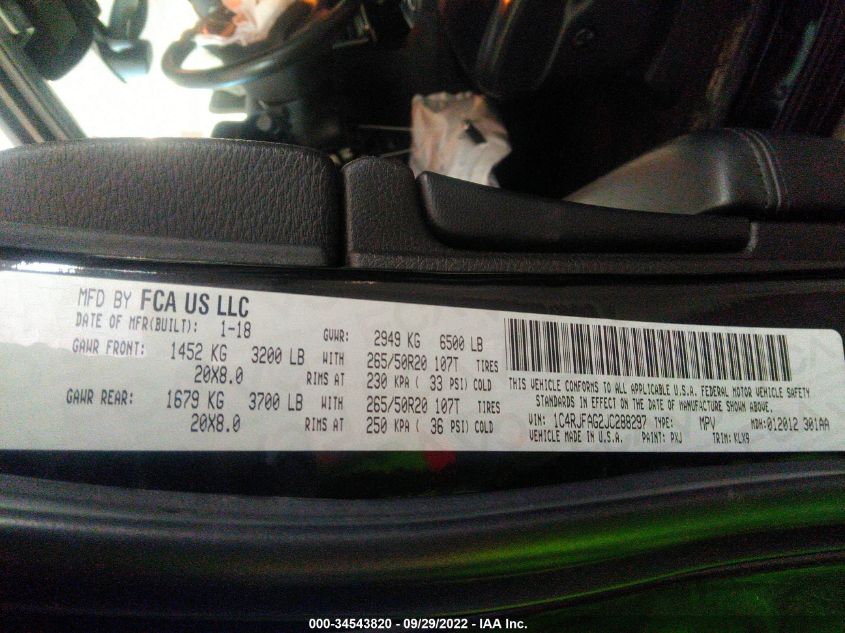 MFD BY FCA US LLC
DATE OF MFR(BUILT): 1-18 GVWR: 2949 KG 6500 LB
GAWR FRONT: 1452 KG 3200 LB WITH 265/50R20 107T TIRES
20X8.0 RIMS AT 230 KPA ( 33 PSI) COLD
GAWR REAR: 1679 KG 3700 LB WITH 265/50R20 107T TIRES
20X8.0 RIMS AT 250 KPA ( 36 PSI) COLD
THIS VEHICLE CONFORMS TO ALL APPLICABLE U.S.A. FEDERAL MOTOR VEHICLE SAFETY
STANDARDS IN EFFECT ON THE DATE OF MANUFACTURE SHOWN ABOVE.
VIN: 1C4RJFAG2JC288297 TYPE: MPV MDH:012012 301AA
VEHICLE MADE IN U.S.A. PAINT: PXJ TRIM: KLX9
000-34543820 - 09/29/2022 - IAA Inc.